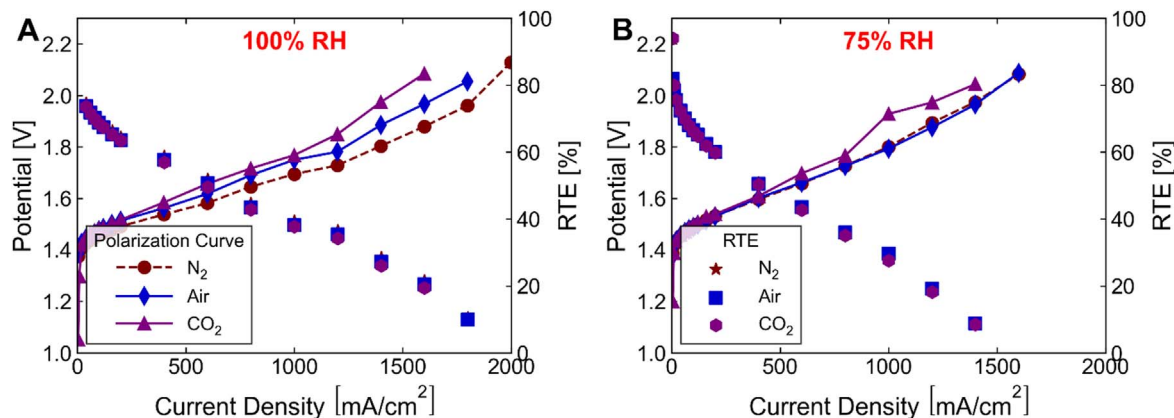 A
100% RH
Potential [V]
2.2
2.0
1.8
1.6
1.4
1.2
1.0
Polarization Curve
N₂
Air
CO₂
0
500
1000
1500
2000
Current Density [mA/cm²]
100
80
60
40
20
0
RTE [%]
B
75% RH
Potential [V]
2.2
2.0
1.8
1.6
1.4
1.2
1.0
RTE
N₂
Air
CO₂
0
500
1000
1500
2000
Current Density [mA/cm²]
100
80
60
40
20
0
RTE [%]